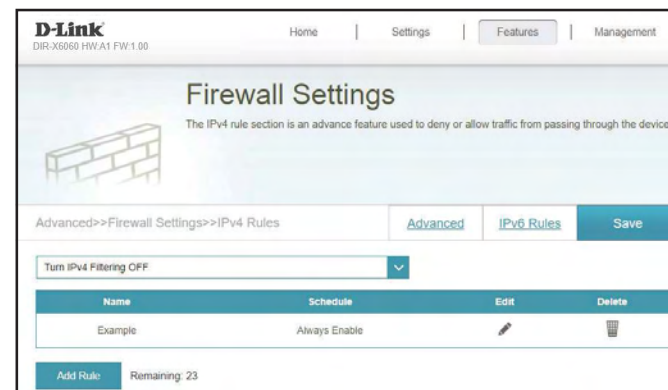 D-Link
DIR-X6060 HW:A1 FW:1.00
Home | Settings | Features | Management
Firewall Settings
The IPv4 rule section is an advance feature used to deny or allow traffic from passing through the device
Advanced>>Firewall Settings>>IPv4 Rules Advanced IPv6 Rules Save
Turn IPv4 Filtering OFF
Name Schedule Edit Delete
Example Always Enable
Add Rule Remaining: 23